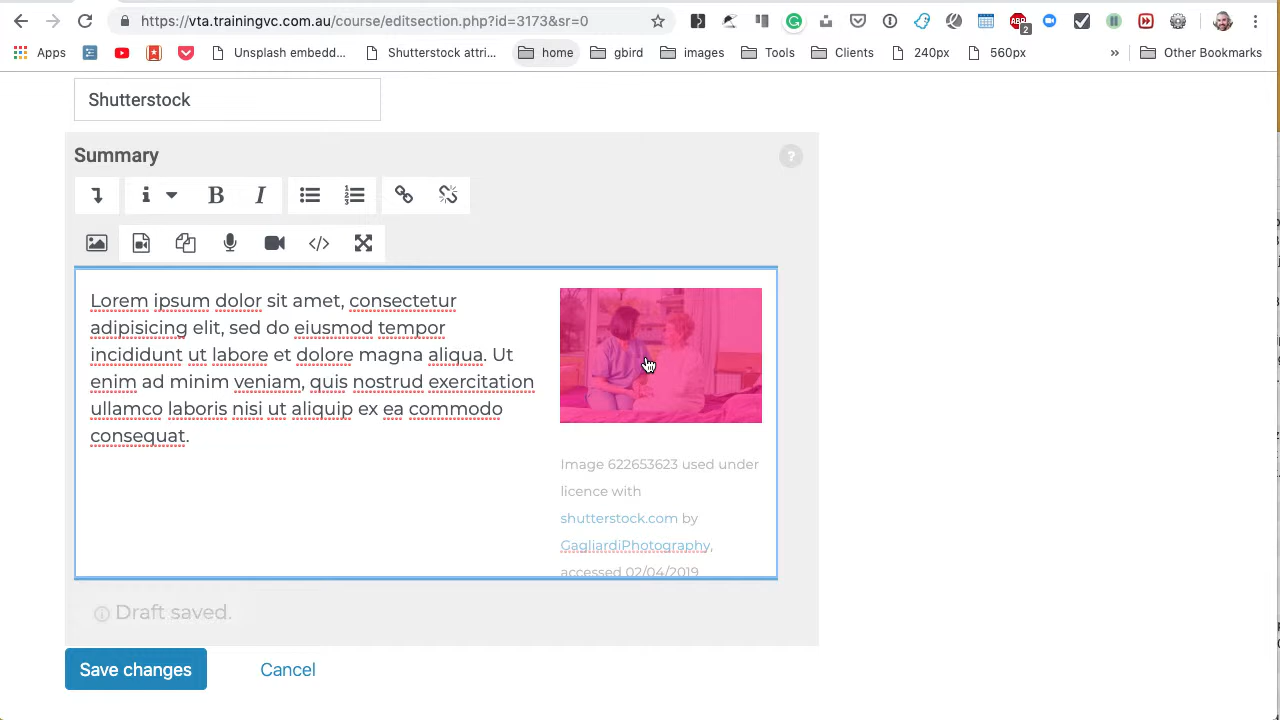 https://vta.trainingvc.com.au/course/editsection.php?id=3173&sr=0
ABP
2
Apps
Unsplash embedd...
Shutterstock attri...
home
gbird
images
Tools
Clients
240px
560px
»
Other Bookmarks
Shutterstock
Summary
?
i
B
I
</>
Lorem ipsum dolor sit amet, consectetur
adipisicing elit, sed do eiusmod tempor
incididunt ut labore et dolore magna aliqua. Ut
enim ad minim veniam, quis nostrud exercitation
ullamco laboris nisi ut aliquip ex ea commodo
consequat.
Image 622653623 used under
licence with
shutterstock.com by
GagliardiPhotography,
accessed 02/04/2019
Draft saved.
Save changes
Cancel